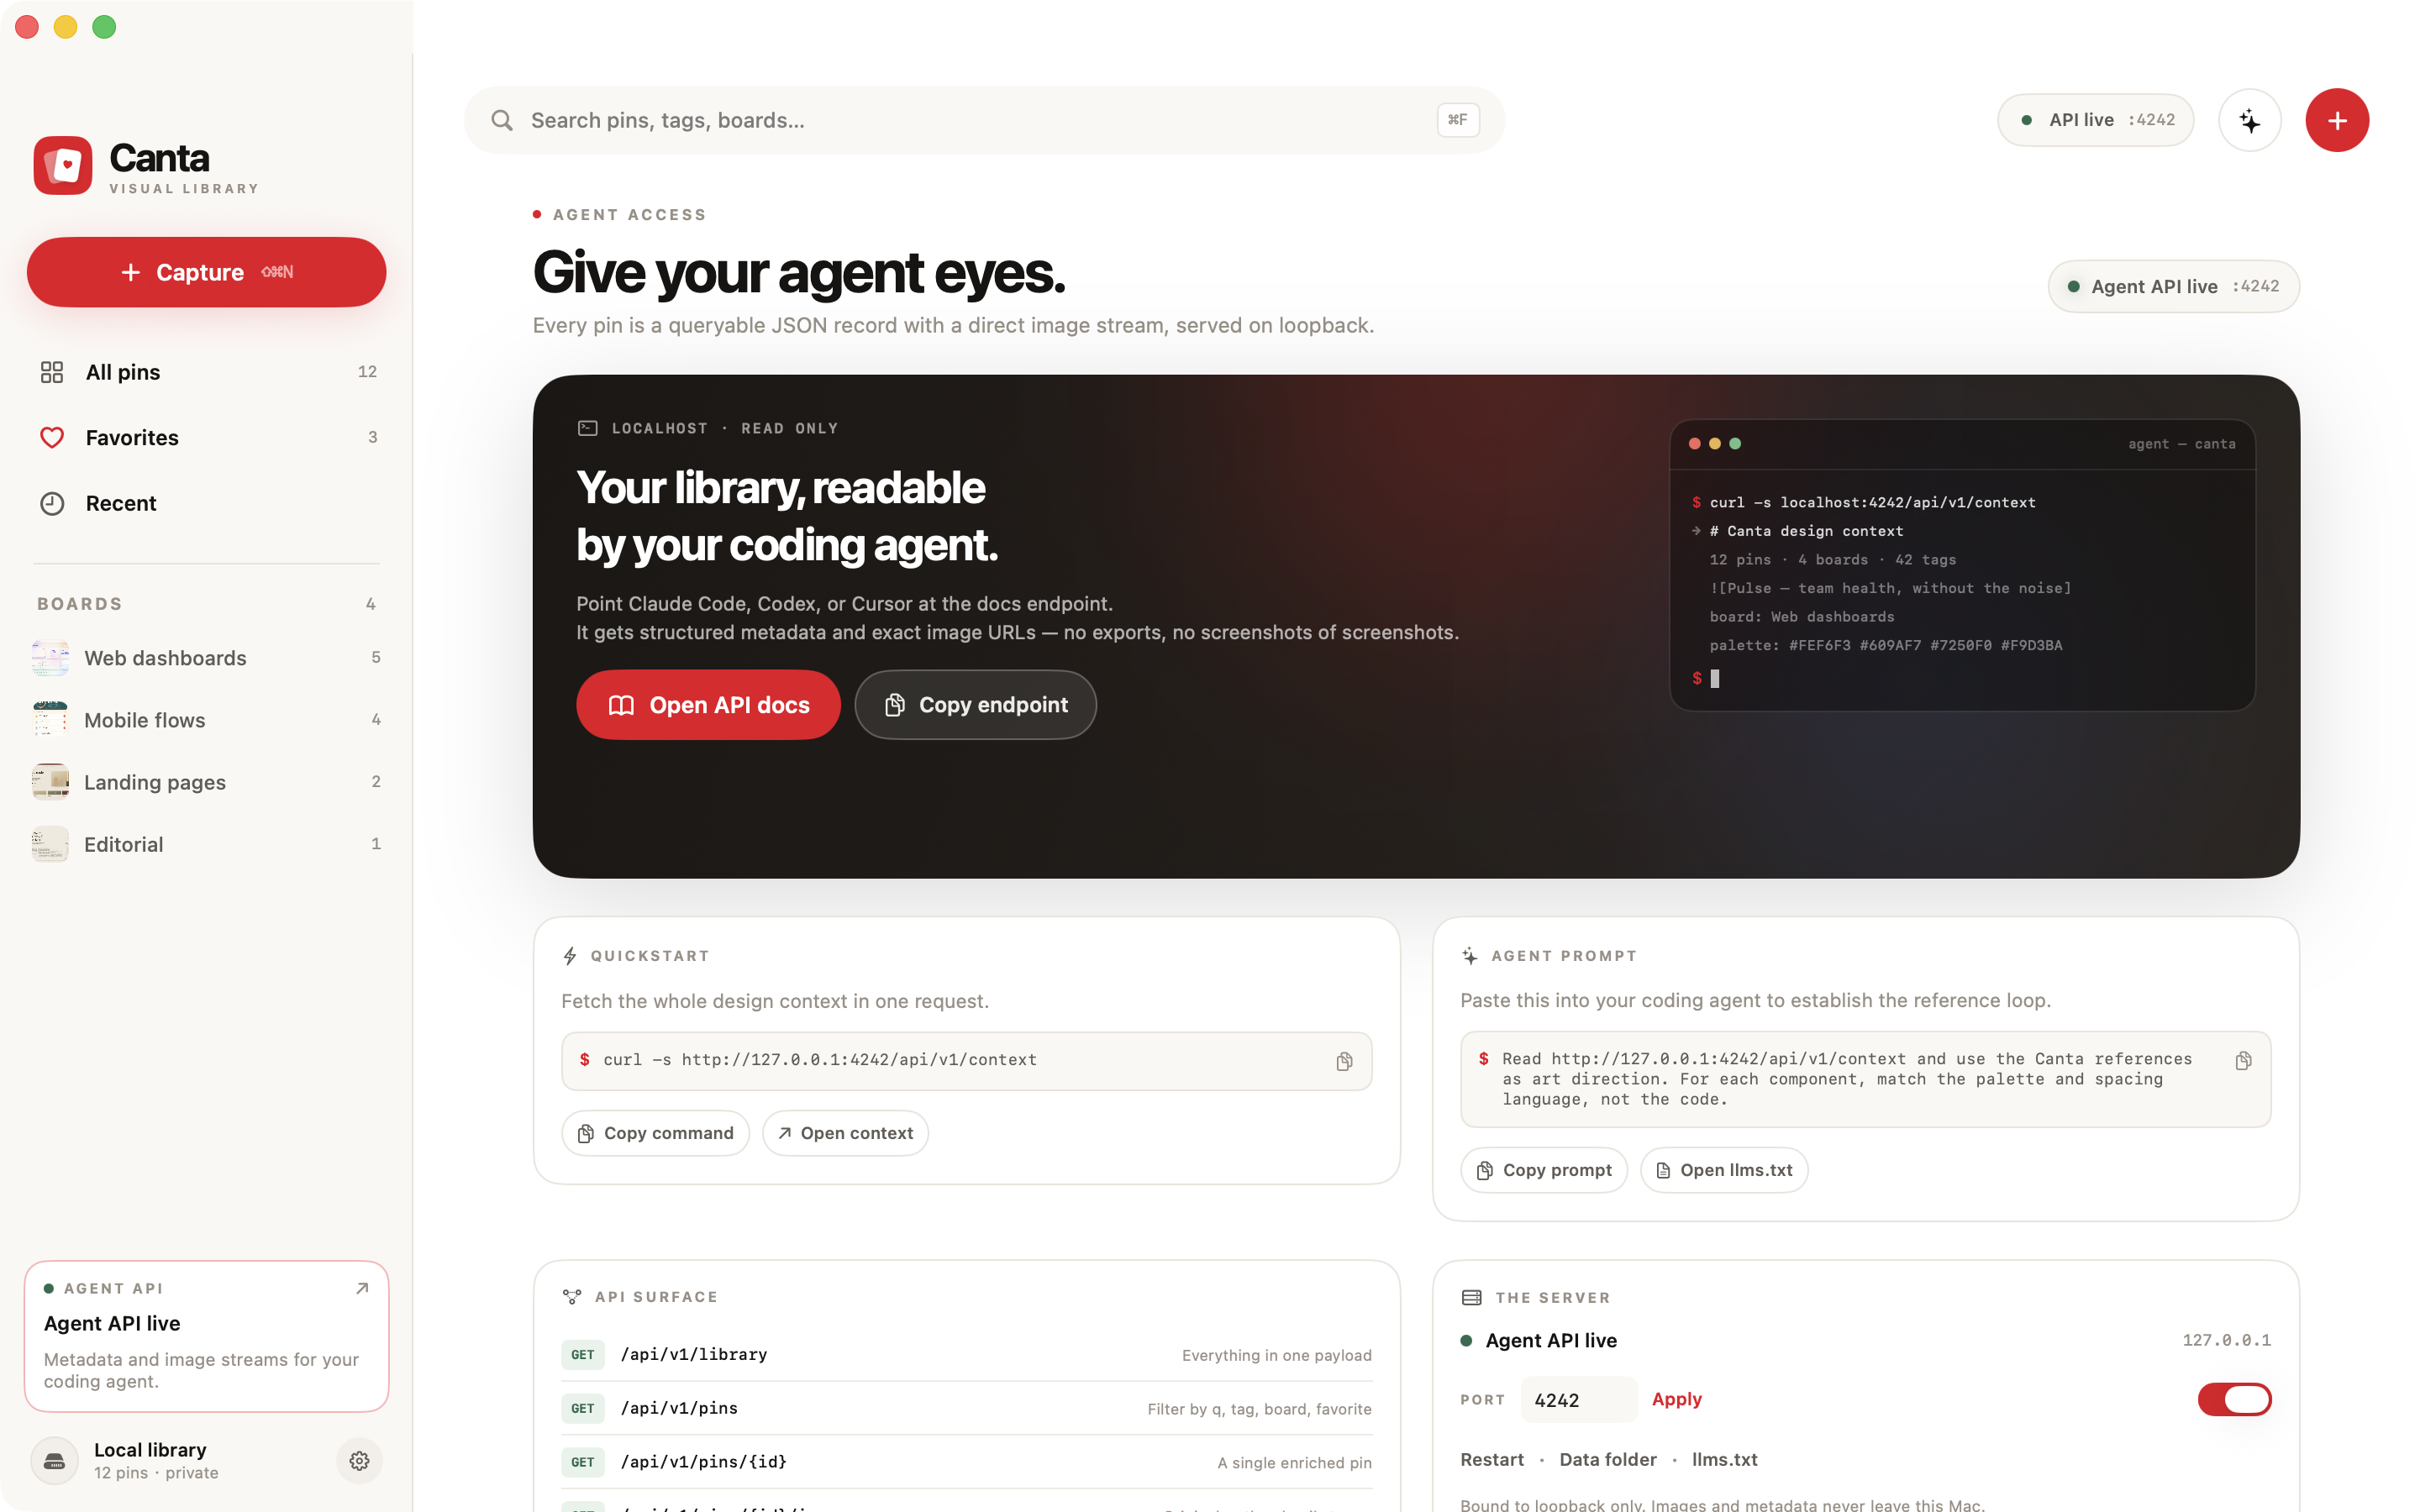 Canta
VISUAL LIBRARY
Capture ⇧⌘N
All pins 12
Favorites 3
Recent
BOARDS 4
Web dashboards 5
Mobile flows 4
Landing pages 2
Editorial 1
AGENT API
Agent API live
Metadata and image streams for your
coding agent.
Local library
12 pins · private
Search pins, tags, boards... ⌘F
API live :4242
AGENT ACCESS
Give your agent eyes.
Every pin is a queryable JSON record with a direct image stream, served on loopback.
Agent API live :4242
LOCALHOST · READ ONLY
Your library, readable
by your coding agent.
Point Claude Code, Codex, or Cursor at the docs endpoint.
It gets structured metadata and exact image URLs — no exports, no screenshots of screenshots.
Open API docs
Copy endpoint
agent — canta
$ curl -s localhost:4242/api/v1/context
→ # Canta design context
12 pins · 4 boards · 42 tags
![Pulse — team health, without the noise]
board: Web dashboards
palette: #FEF6F3 #609AF7 #7250F0 #F9D3BA
$
QUICKSTART
Fetch the whole design context in one request.
$ curl -s http://127.0.0.1:4242/api/v1/context
Copy command
Open context
AGENT PROMPT
Paste this into your coding agent to establish the reference loop.
$ Read http://127.0.0.1:4242/api/v1/context and use the Canta references
as art direction. For each component, match the palette and spacing
language, not the code.
Copy prompt
Open llms.txt
API SURFACE
GET /api/v1/library Everything in one payload
GET /api/v1/pins Filter by q, tag, board, favorite
GET /api/v1/pins/{id} A single enriched pin
THE SERVER
Agent API live 127.0.0.1
PORT 4242 Apply
Restart · Data folder · llms.txt
Bound to loopback only. Images and metadata never leave this Mac.